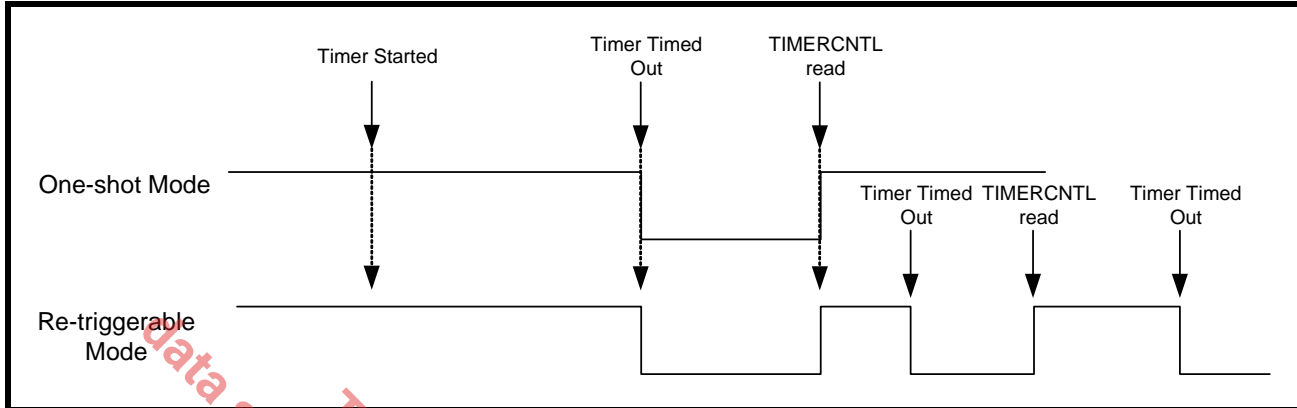 Timer Started
Timer Timed
Out
TIMERCNTL
read
One-shot Mode
Timer Timed
Out
TIMERCNTL
read
Timer Timed
Out
Re-triggerable
Mode
data